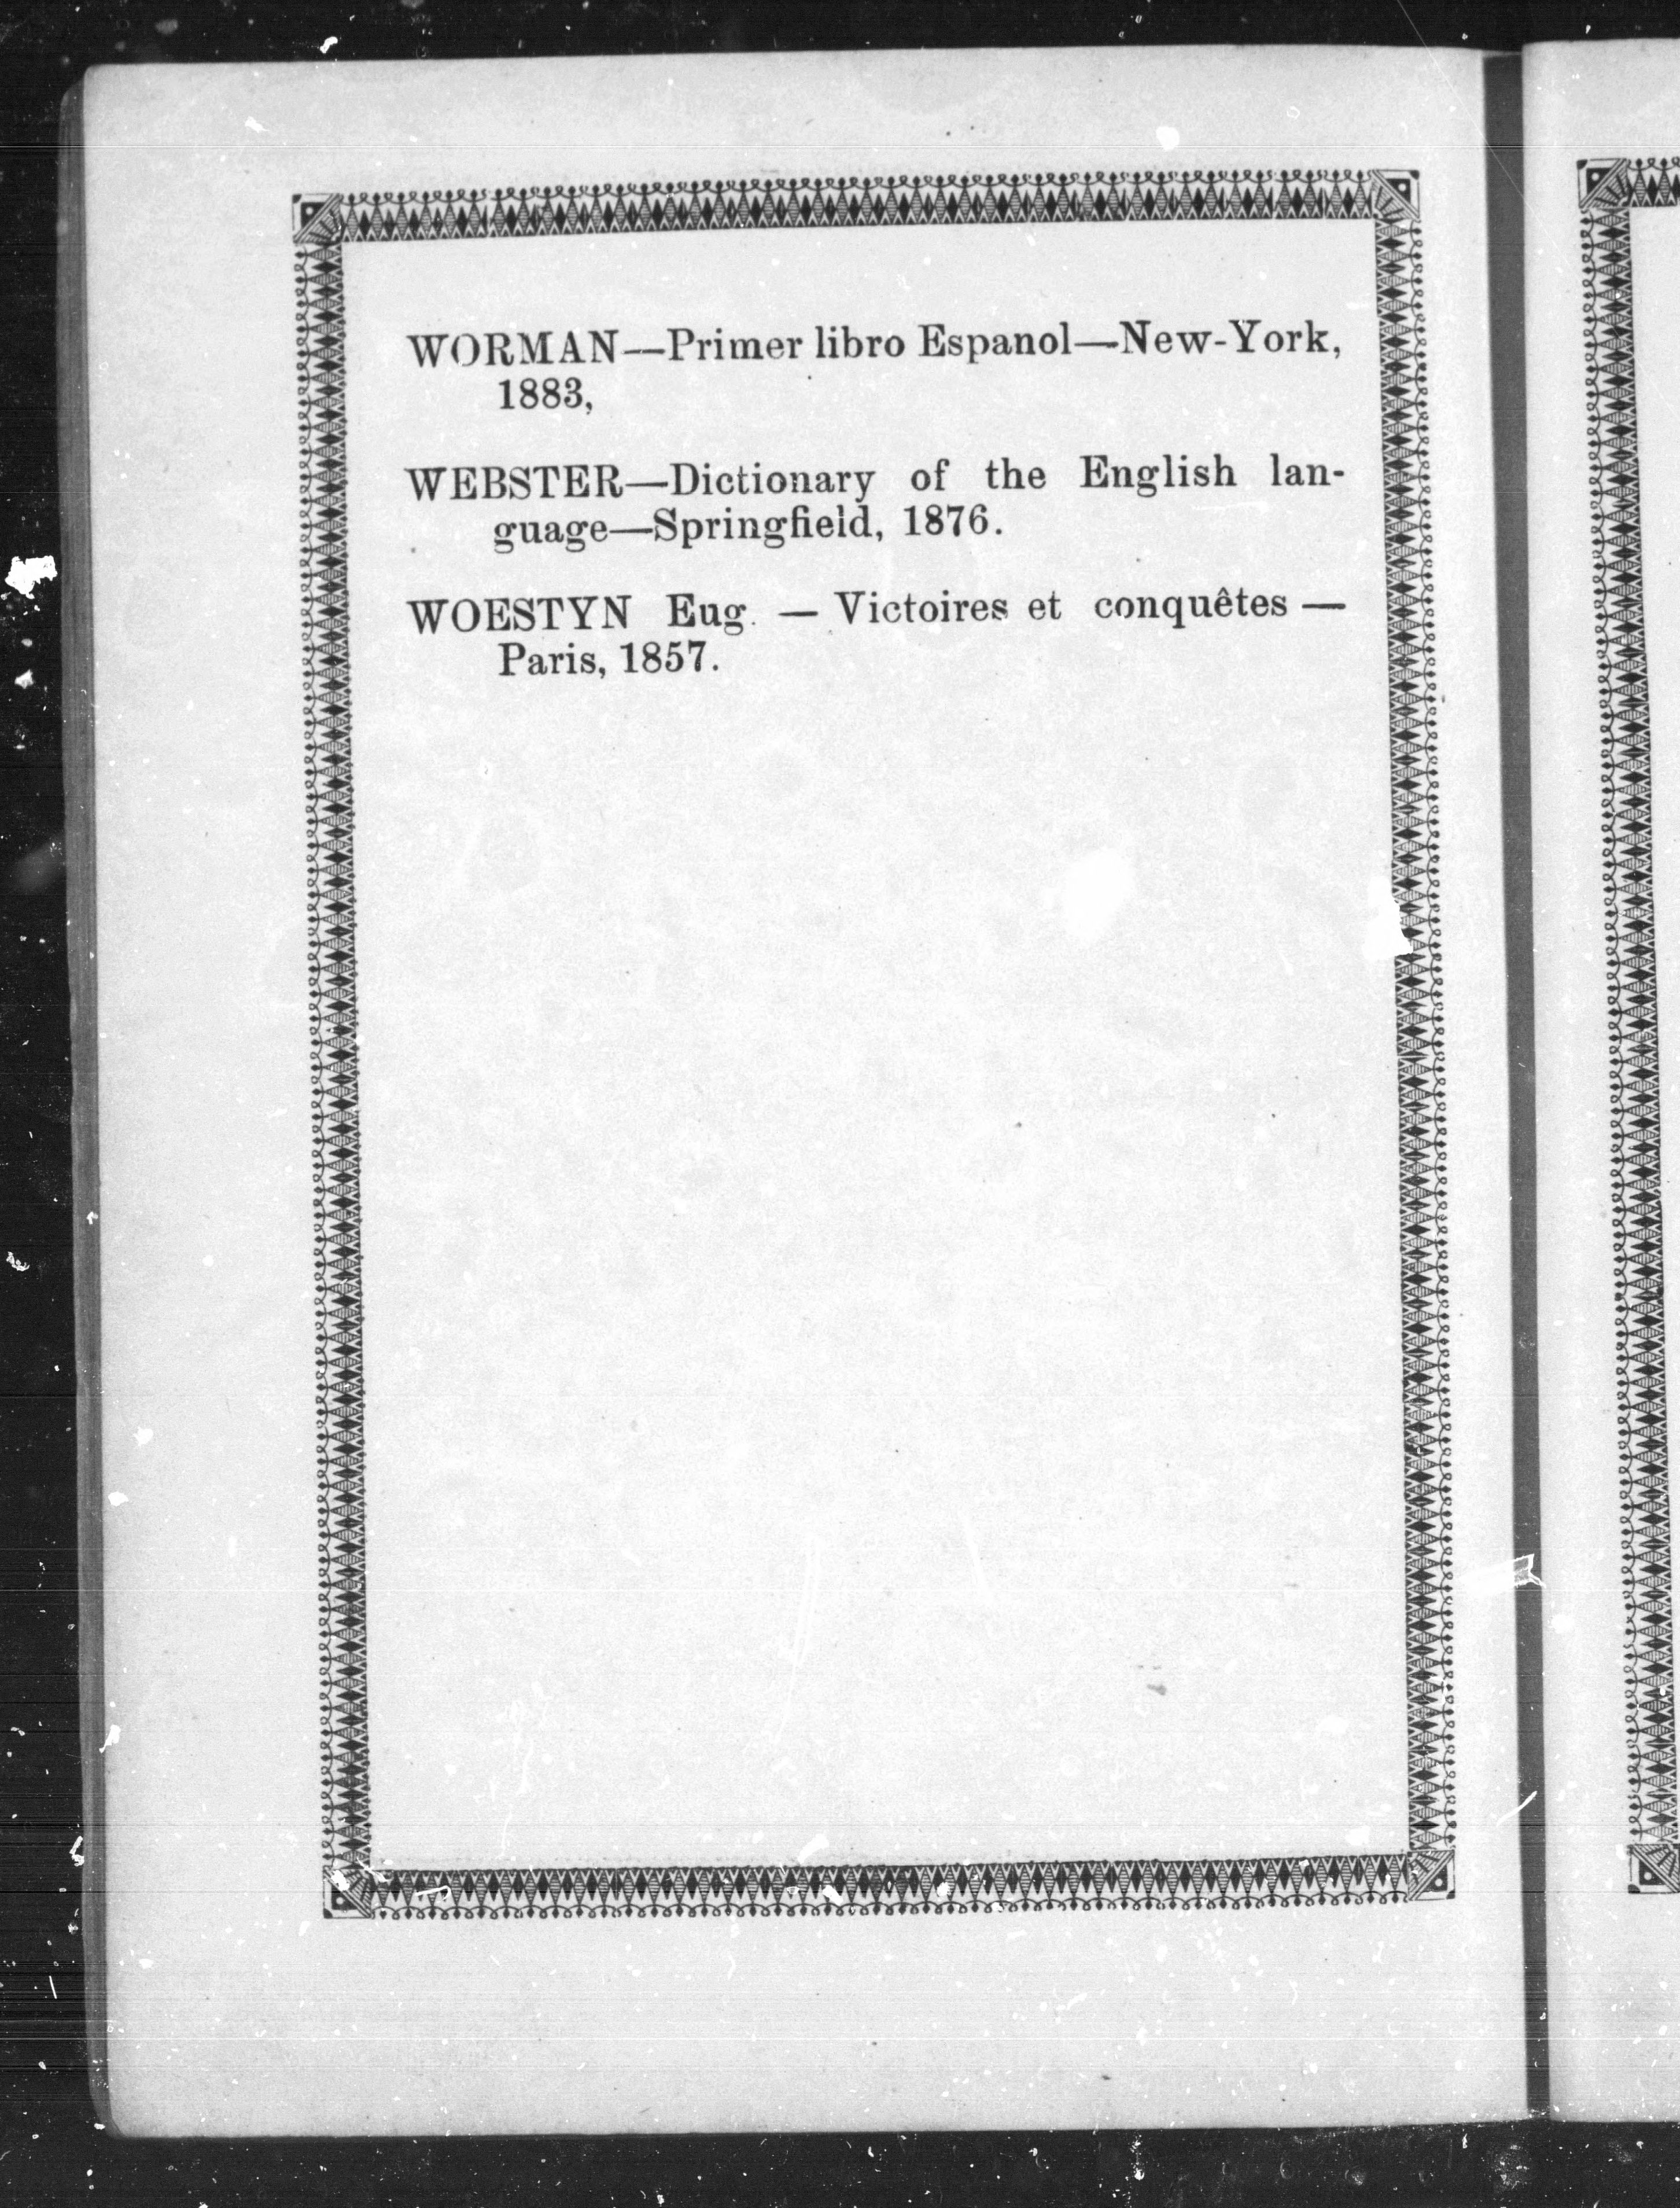 WORMAN—Primer libro Espanol—New-York,
1883,
WEBSTER—Dictionary of the English lan-
guage—Springfield, 1876.
WOESTYN Eug. — Victoires et conquêtes —
Paris, 1857.